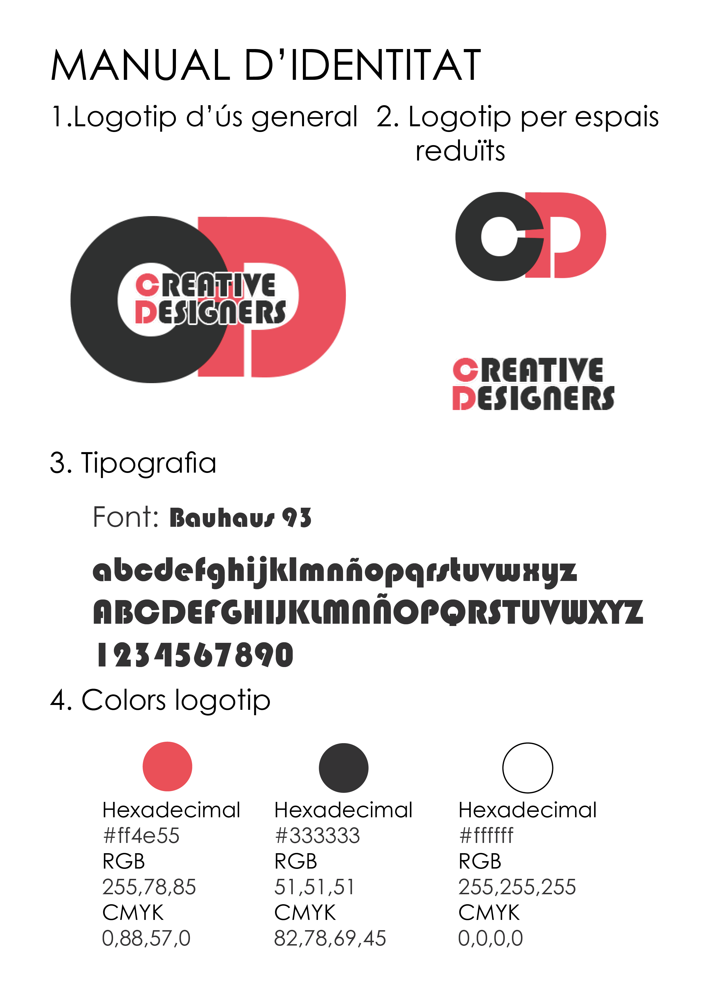 MANUAL D’IDENTITAT
1.Logotip d’ús general
2. Logotip per espais
reduïts
CD
CREATIVE
DESIGNERS
CD
CREATIVE
DESIGNERS
3. Tipografia
Font: Bauhaus 93
abcdefghijklmnñopqrstuvwxyz
ABCDEFGHIJKLMNÑOPQRSTUVWXYZ
1234567890
4. Colors logotip
Hexadecimal
#ff4e55
RGB
255,78,85
CMYK
0,88,57,0
Hexadecimal
#333333
RGB
51,51,51
CMYK
82,78,69,45
Hexadecimal
#ffffff
RGB
255,255,255
CMYK
0,0,0,0